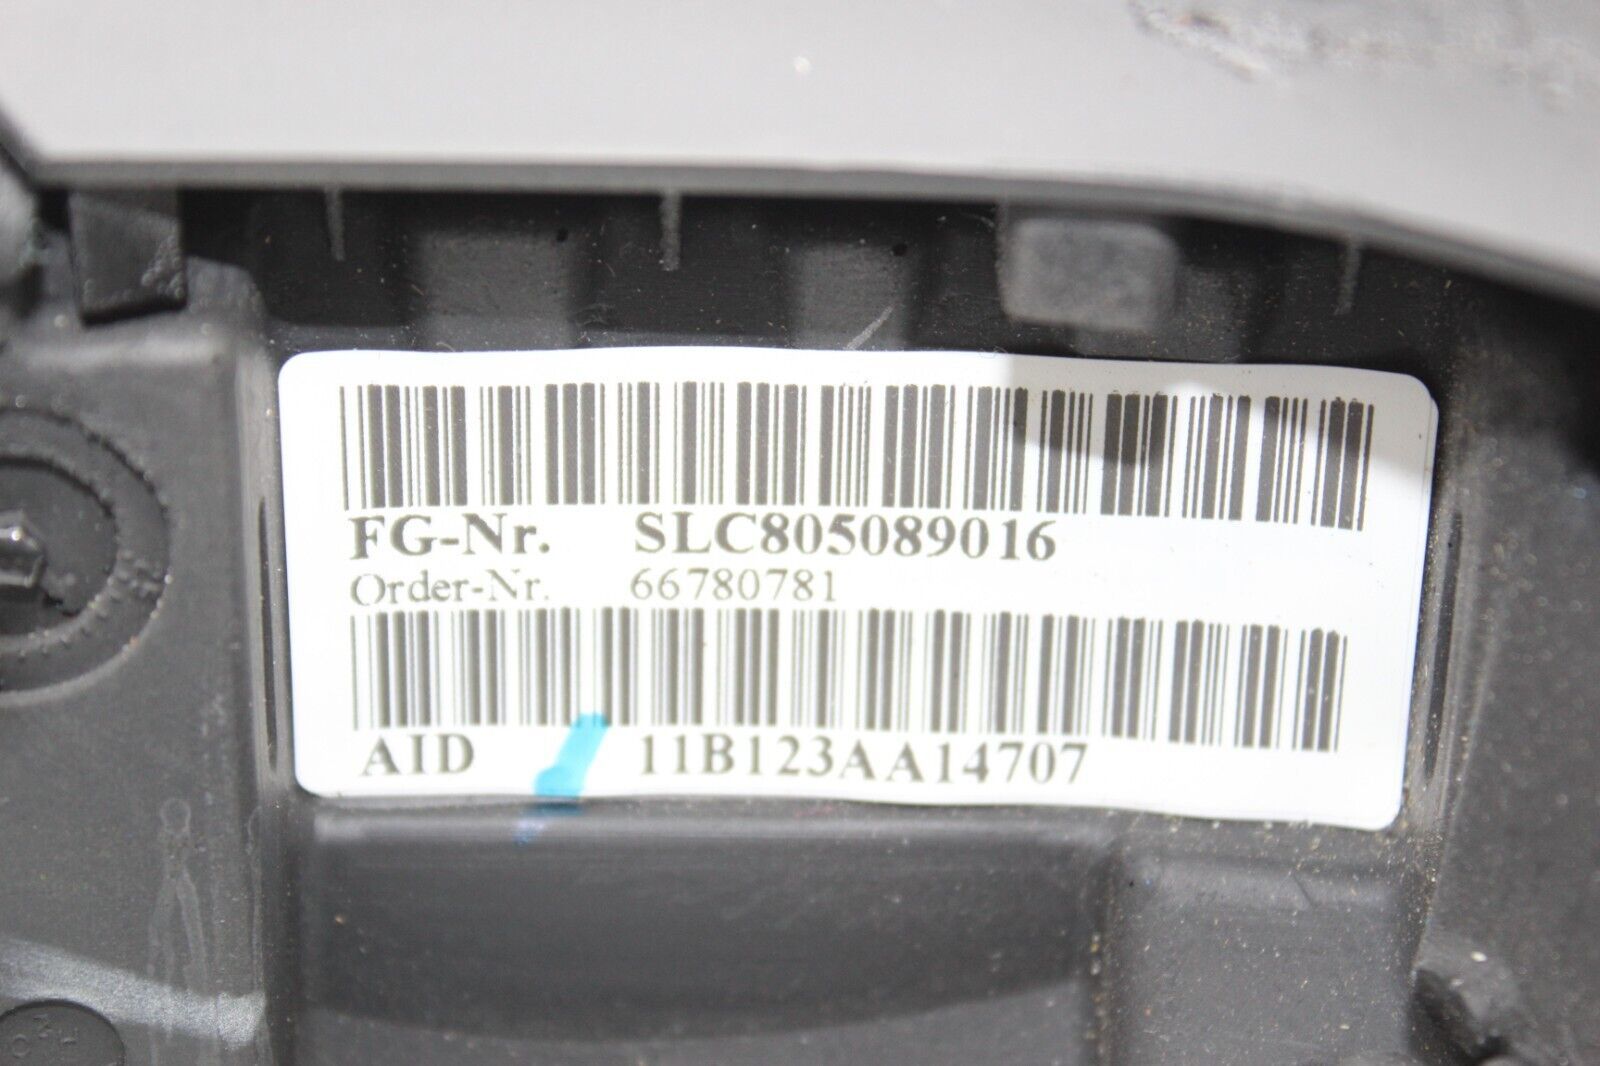 FG-Nr. SLC805089016
Order-Nr. 66780781
AID 11B123AA14707